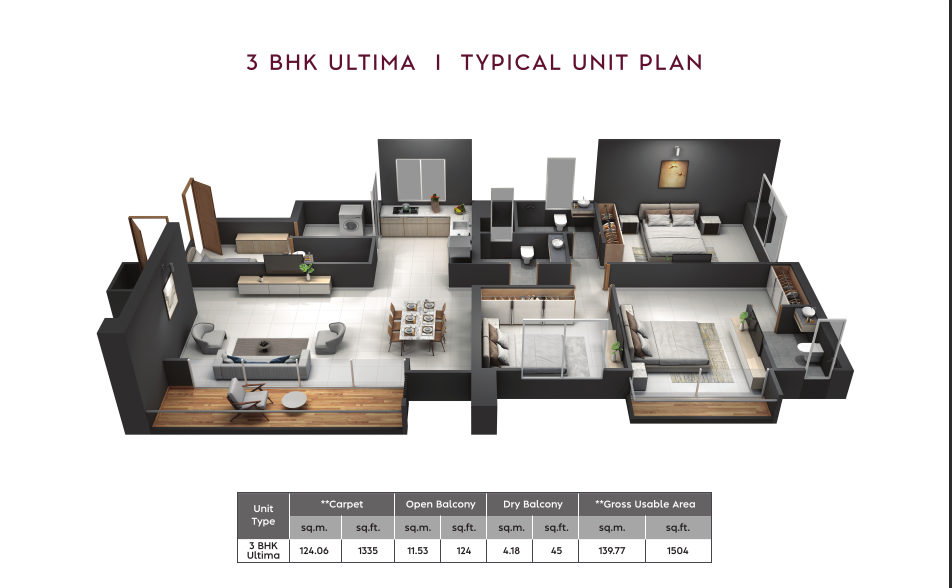 3 BHK ULTIMA | TYPICAL UNIT PLAN
Unit Type **Carpet Open Balcony Dry Balcony **Gross Usable Area
sq.m. sq.ft. sq.m. sq.ft. sq.m. sq.ft. sq.m. sq.ft.
3 BHK Ultima 124.06 1335 11.53 124 4.18 45 139.77 1504